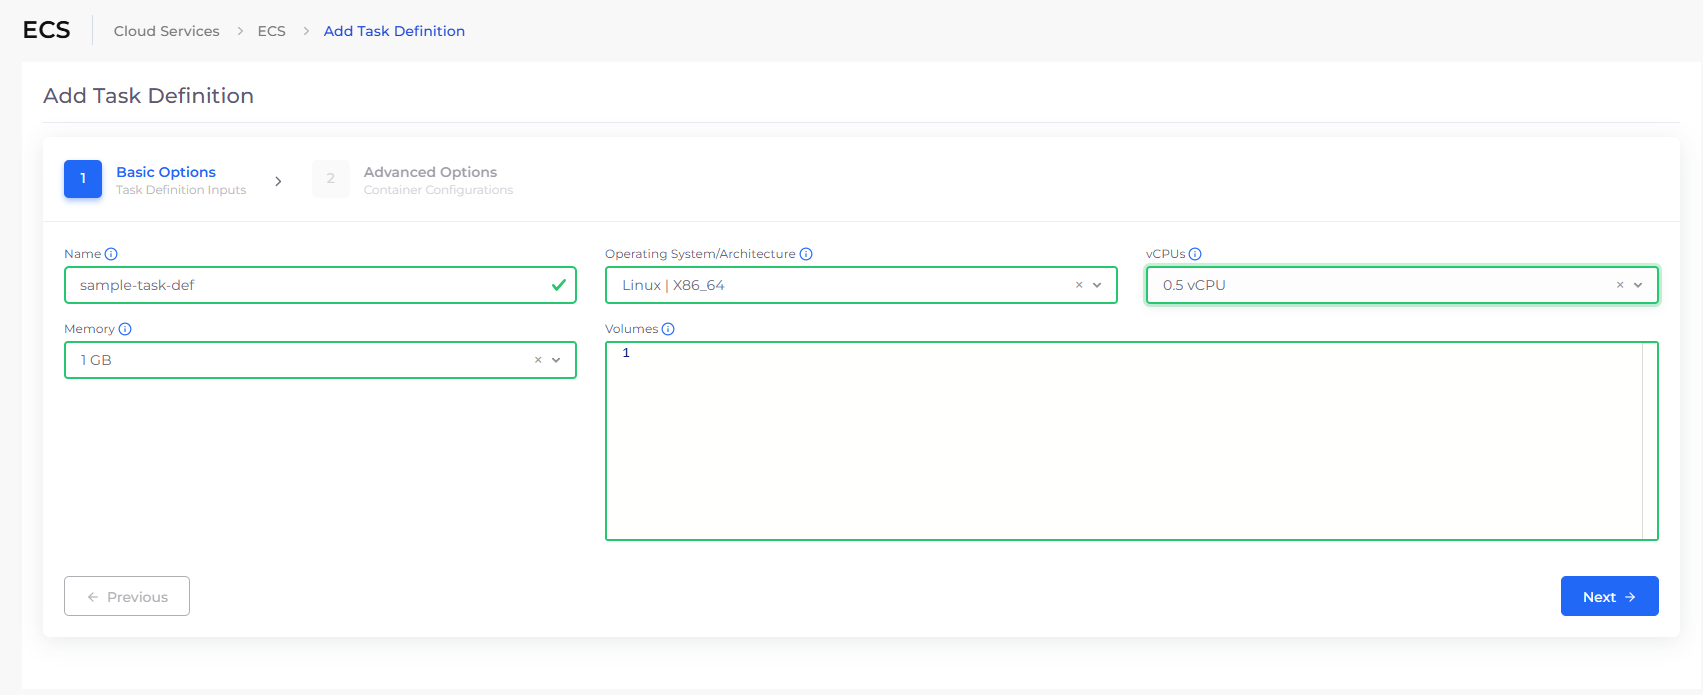 ECS
Cloud Services > ECS > Add Task Definition
Add Task Definition
1
Basic Options
Task Definition Inputs
2
Advanced Options
Container Configurations
Name
sample-task-def
Operating System/Architecture
Linux | X86_64
vCPUs
0.5 vCPU
Memory
1 GB
Volumes
1
← Previous
Next →